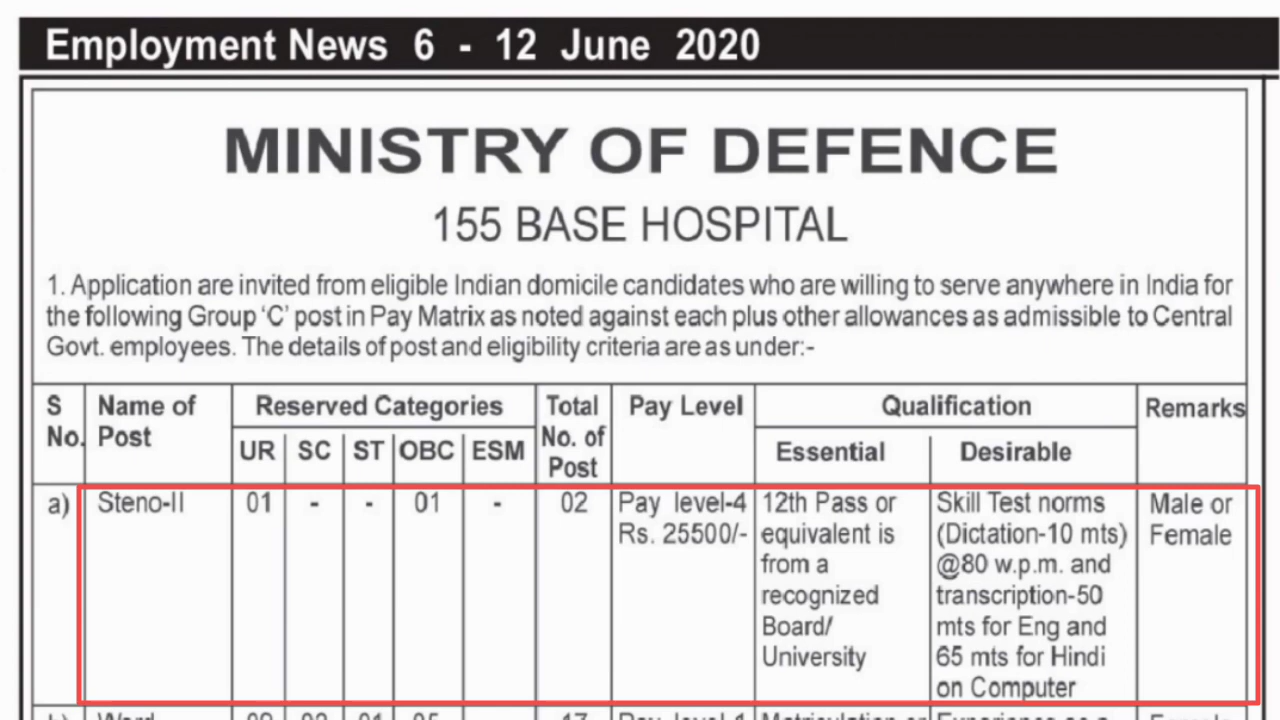 Employment News 6 - 12 June 2020
MINISTRY OF DEFENCE
155 BASE HOSPITAL
1. Application are invited from eligible Indian domicile candidates who are willing to serve anywhere in India for
the following Group ‘C’ post in Pay Matrix as noted against each plus other allowances as admissible to Central
Govt. employees. The details of post and eligibility criteria are as under:-
S Name of Reserved Categories Total Pay Level Qualification Remarks
No. Post UR SC ST OBC ESM No. of Essential Desirable
Post
a) Steno-II 01 - - 01 - 02 Pay level-4 12th Pass or Skill Test norms Male or
Rs. 25500/- equivalent is (Dictation-10 mts) Female
from a @80 w.p.m. and
recognized transcription-50
Board/ mts for Eng and
University 65 mts for Hindi
on Computer